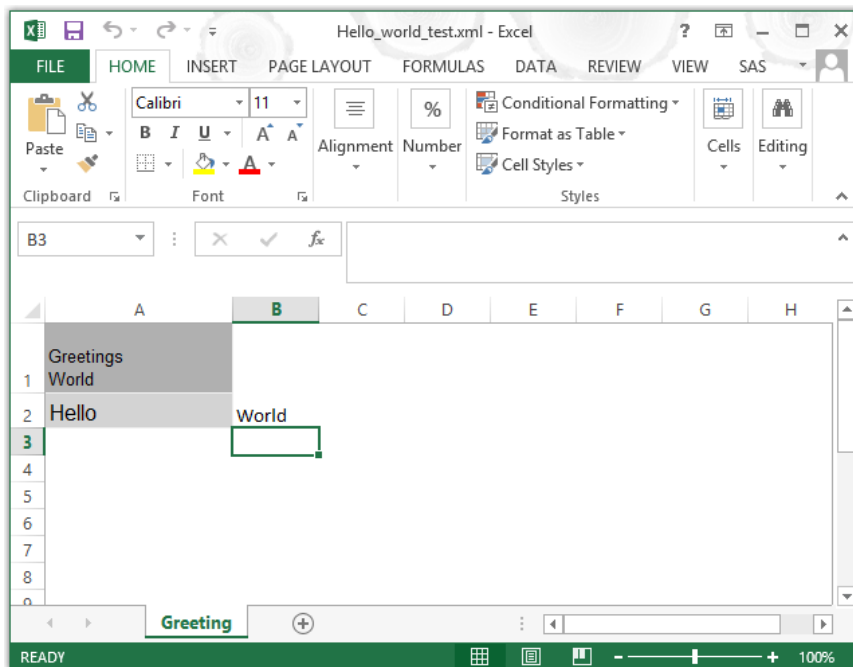 Hello_world_test.xml - Excel
?
FILE HOME INSERT PAGE LAYOUT FORMULAS DATA REVIEW VIEW SAS
Calibri 11 % Conditional Formatting
B I U A A Alignment Number Format as Table Cells Editing
Paste A Cell Styles
Clipboard Font Styles
B3 fx
A B C D E F G H
Greetings
1 World
2 Hello World
3
4
5
6
7
8
9
Greeting
READY 100%